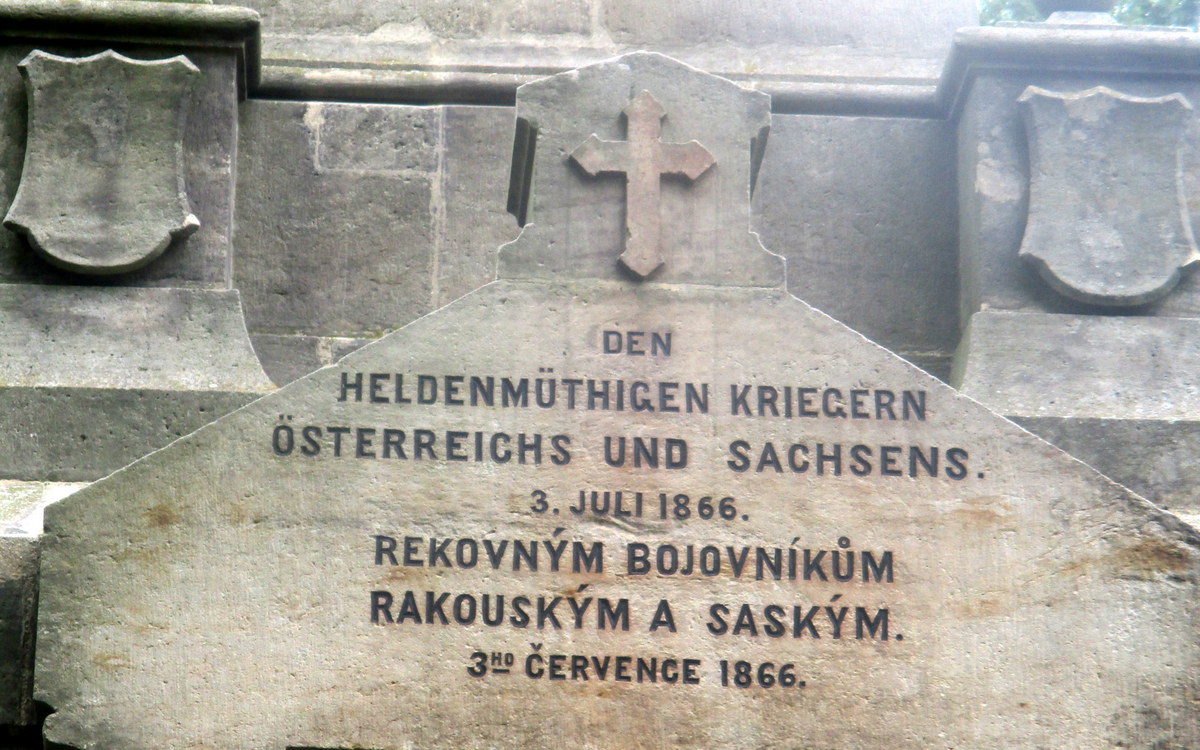 DEN
HELDENMÜTHIGEN KRIEGERN
ÖSTERREICHS UND SACHSENS.
3. JULI 1866.
REKOVNÝM BOJOVNÍKŮM
RAKOUSKÝM A SASKÝM.
3HO ČERVENCE 1866.